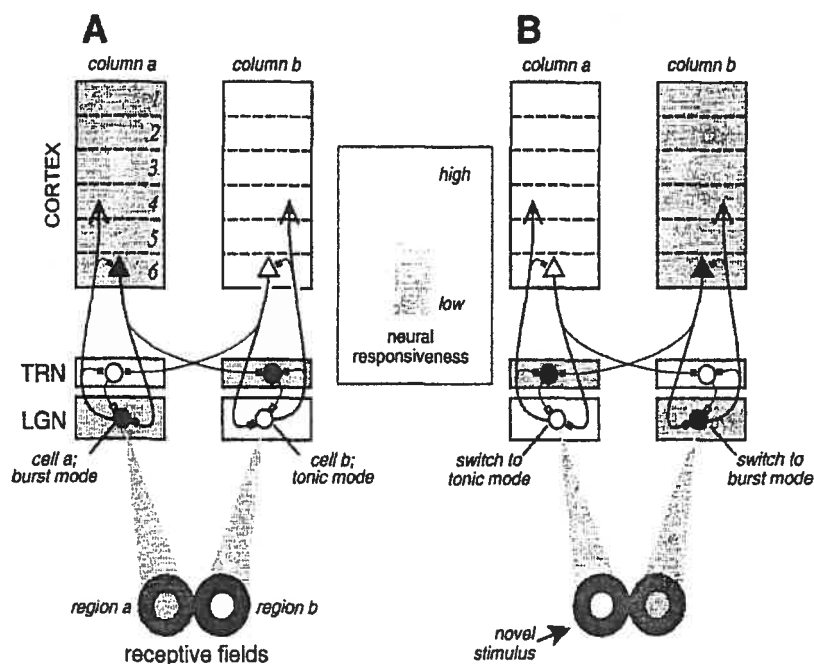 A
B
column a
column b
column a
column b
CORTEX
1
2
3
4
5
6
high
low
neural
responsiveness
TRN
LGN
cell a;
burst mode
cell b;
tonic mode
switch to
tonic mode
switch to
burst mode
region a
region b
receptive fields
novel
stimulus